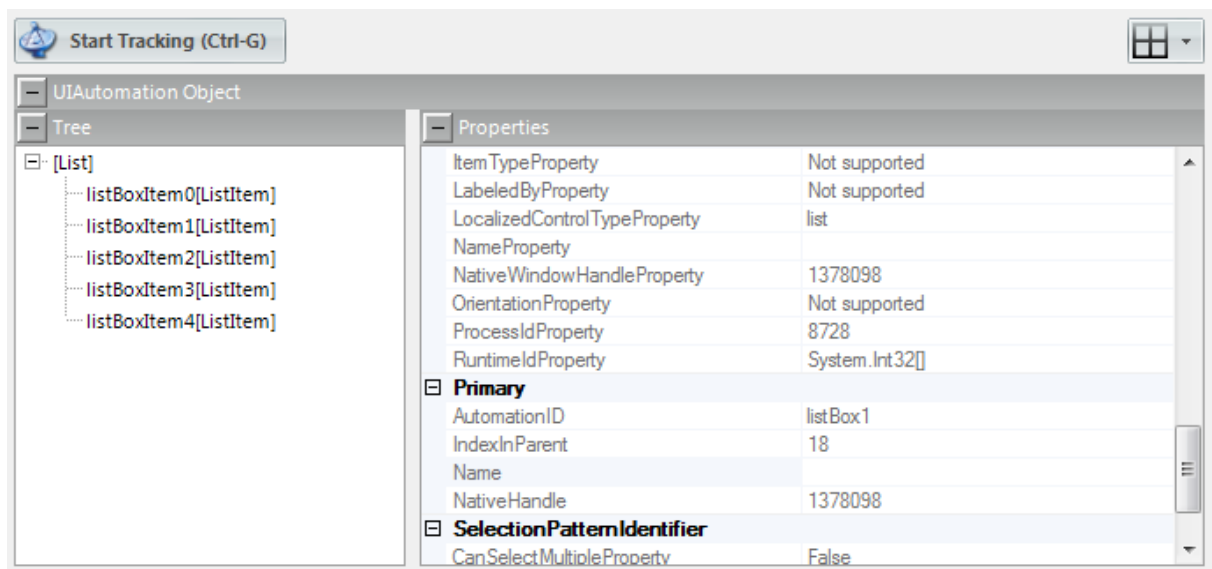 Start Tracking (Ctrl-G)
UIAutomation Object
Tree
Properties
[List]
listBoxItem0[ListItem]
listBoxItem1[ListItem]
listBoxItem2[ListItem]
listBoxItem3[ListItem]
listBoxItem4[ListItem]
ItemTypeProperty Not supported
LabeledByProperty Not supported
LocalizedControlTypeProperty list
NameProperty
NativeWindowHandleProperty 1378098
OrientationProperty Not supported
ProcessIdProperty 8728
RuntimeIdProperty System.Int32[]
Primary
AutomationID listBox1
IndexInParent 18
Name
NativeHandle 1378098
SelectionPatternIdentifier
CanSelectMultipleProperty False